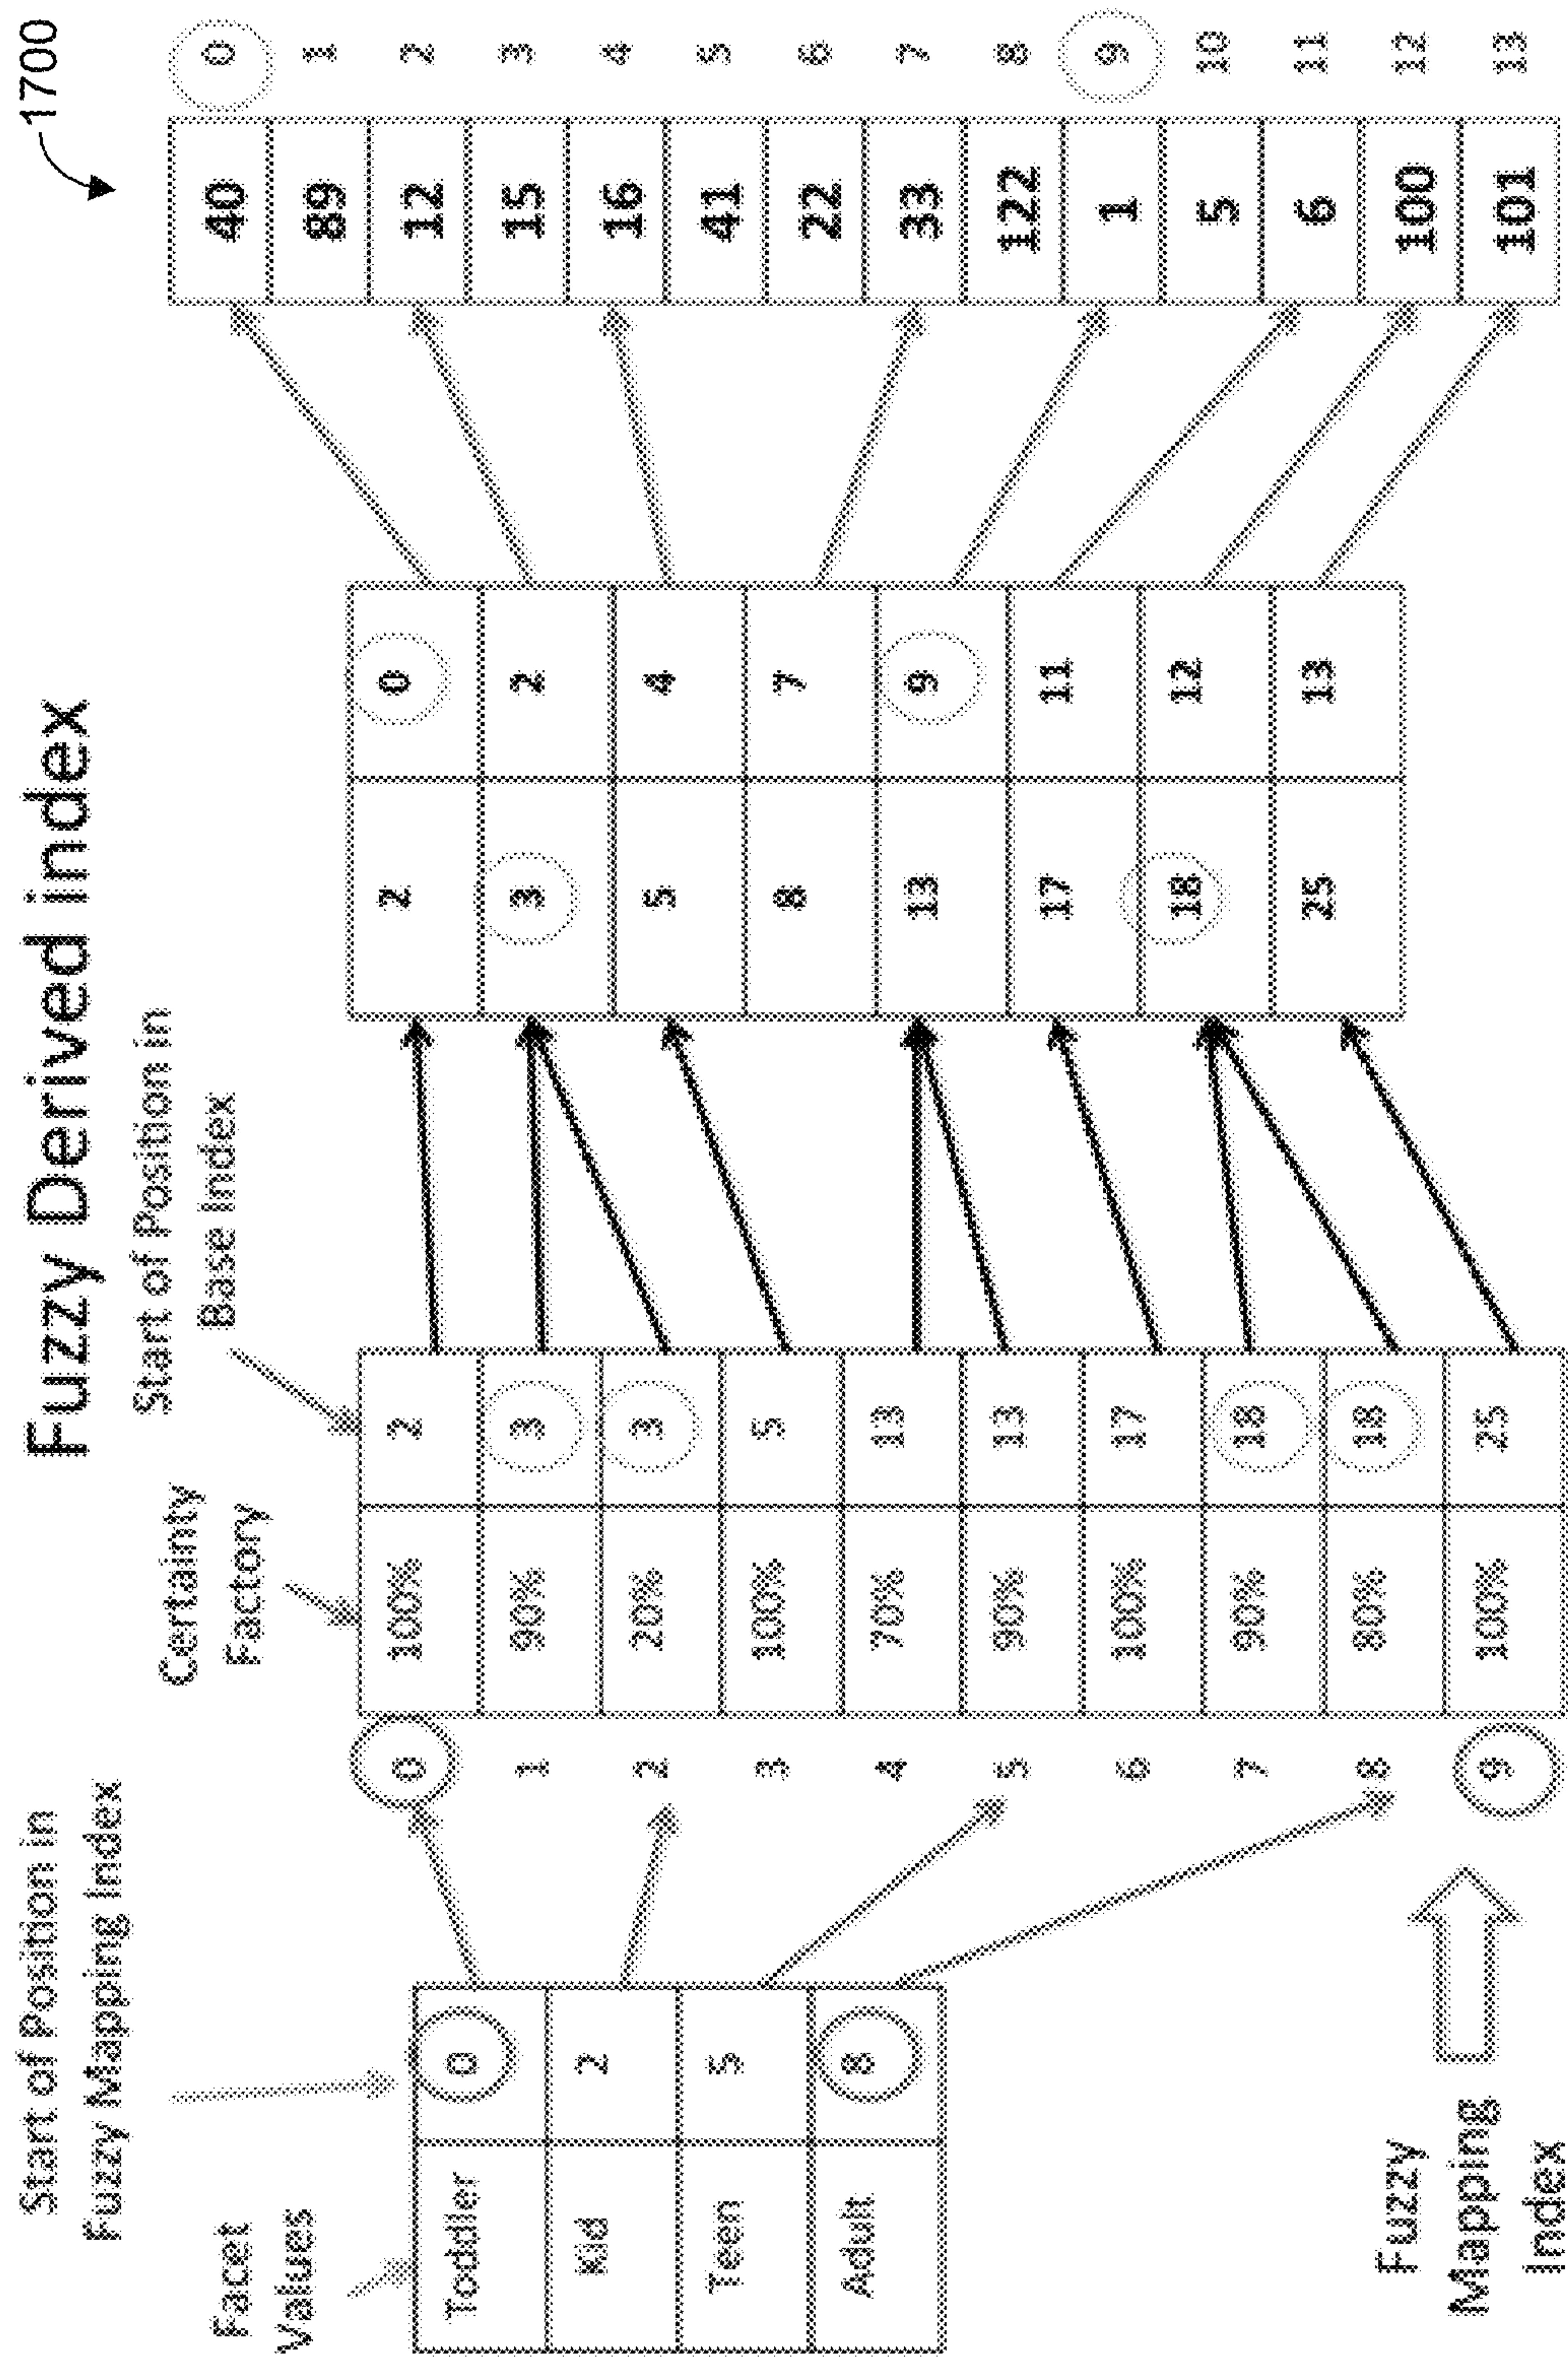 1700
Fuzzy Derived index
Start of Position in
Fuzzy Mapping Index
Certainty
Factory
Start of Position in
Base Index
Facet
Values
Toddler 0
Kid 2
Teen 5
Adult 8
Fuzzy
Mapping
Index
0 100% 2
1 90% 3
2 20% 3
3 100% 5
4 70% 13
5 90% 13
6 100% 17
7 90% 18
8 80% 18
9 100% 25
2 0
3 2
5 4
8 7
13 9
17 11
18 12
25 13
40 0
89 1
12 2
15 3
16 4
41 5
22 6
33 7
122 8
1 9
5 10
6 11
100 12
101 13